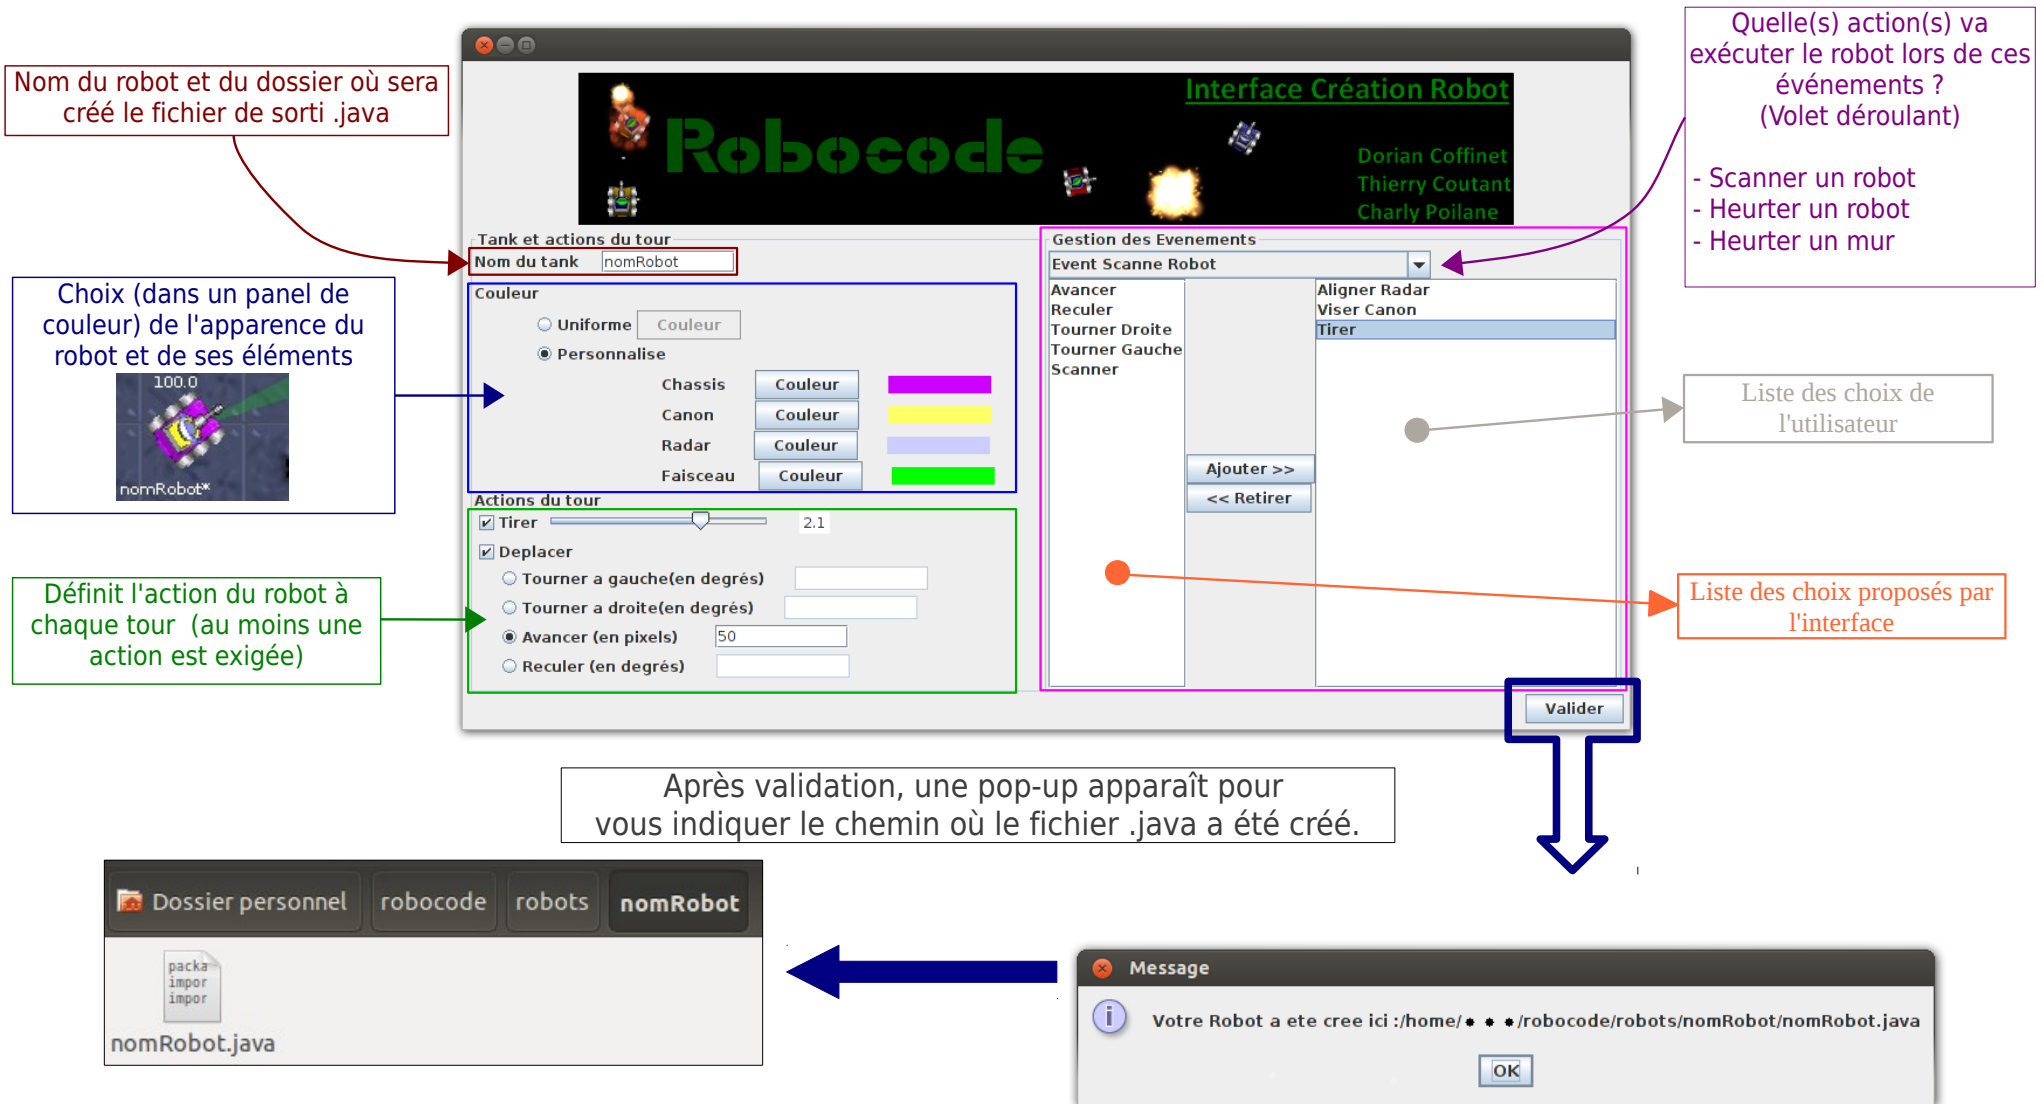 Nom du robot et du dossier où sera
créé le fichier de sorti .java
Choix (dans un panel de
couleur) de l'apparence du
robot et de ses éléments
100.0
nomRobot*
Définit l'action du robot à
chaque tour (au moins une
action est exigée)
Interface Création Robot
Robocode
Dorian Coffinet
Thierry Coutant
Charly Poilane
Tank et actions du tour
Nom du tank nomRobot
Couleur
Uniforme Couleur
Personnalise
Chassis Couleur
Canon Couleur
Radar Couleur
Faisceau Couleur
Actions du tour
Tirer 2.1
Deplacer
Tourner a gauche(en degrés)
Tourner a droite(en degrés)
Avancer (en pixels) 50
Reculer (en degrés)
Gestion des Evenements
Event Scanne Robot
Avancer
Reculer
Tourner Droite
Tourner Gauche
Scanner
Ajouter >>
<< Retirer
Aligner Radar
Viser Canon
Tirer
Valider
Quelle(s) action(s) va
exécuter le robot lors de ces
événements ?
(Volet déroulant)
- Scanner un robot
- Heurter un robot
- Heurter un mur
Liste des choix de
l'utilisateur
Liste des choix proposés par
l'interface
Après validation, une pop-up apparaît pour
vous indiquer le chemin où le fichier .java a été créé.
Dossier personnel robocode robots nomRobot
packa
impor
impor
nomRobot.java
Message
i
Votre Robot a ete cree ici :/home/***/robocode/robots/nomRobot/nomRobot.java
OK